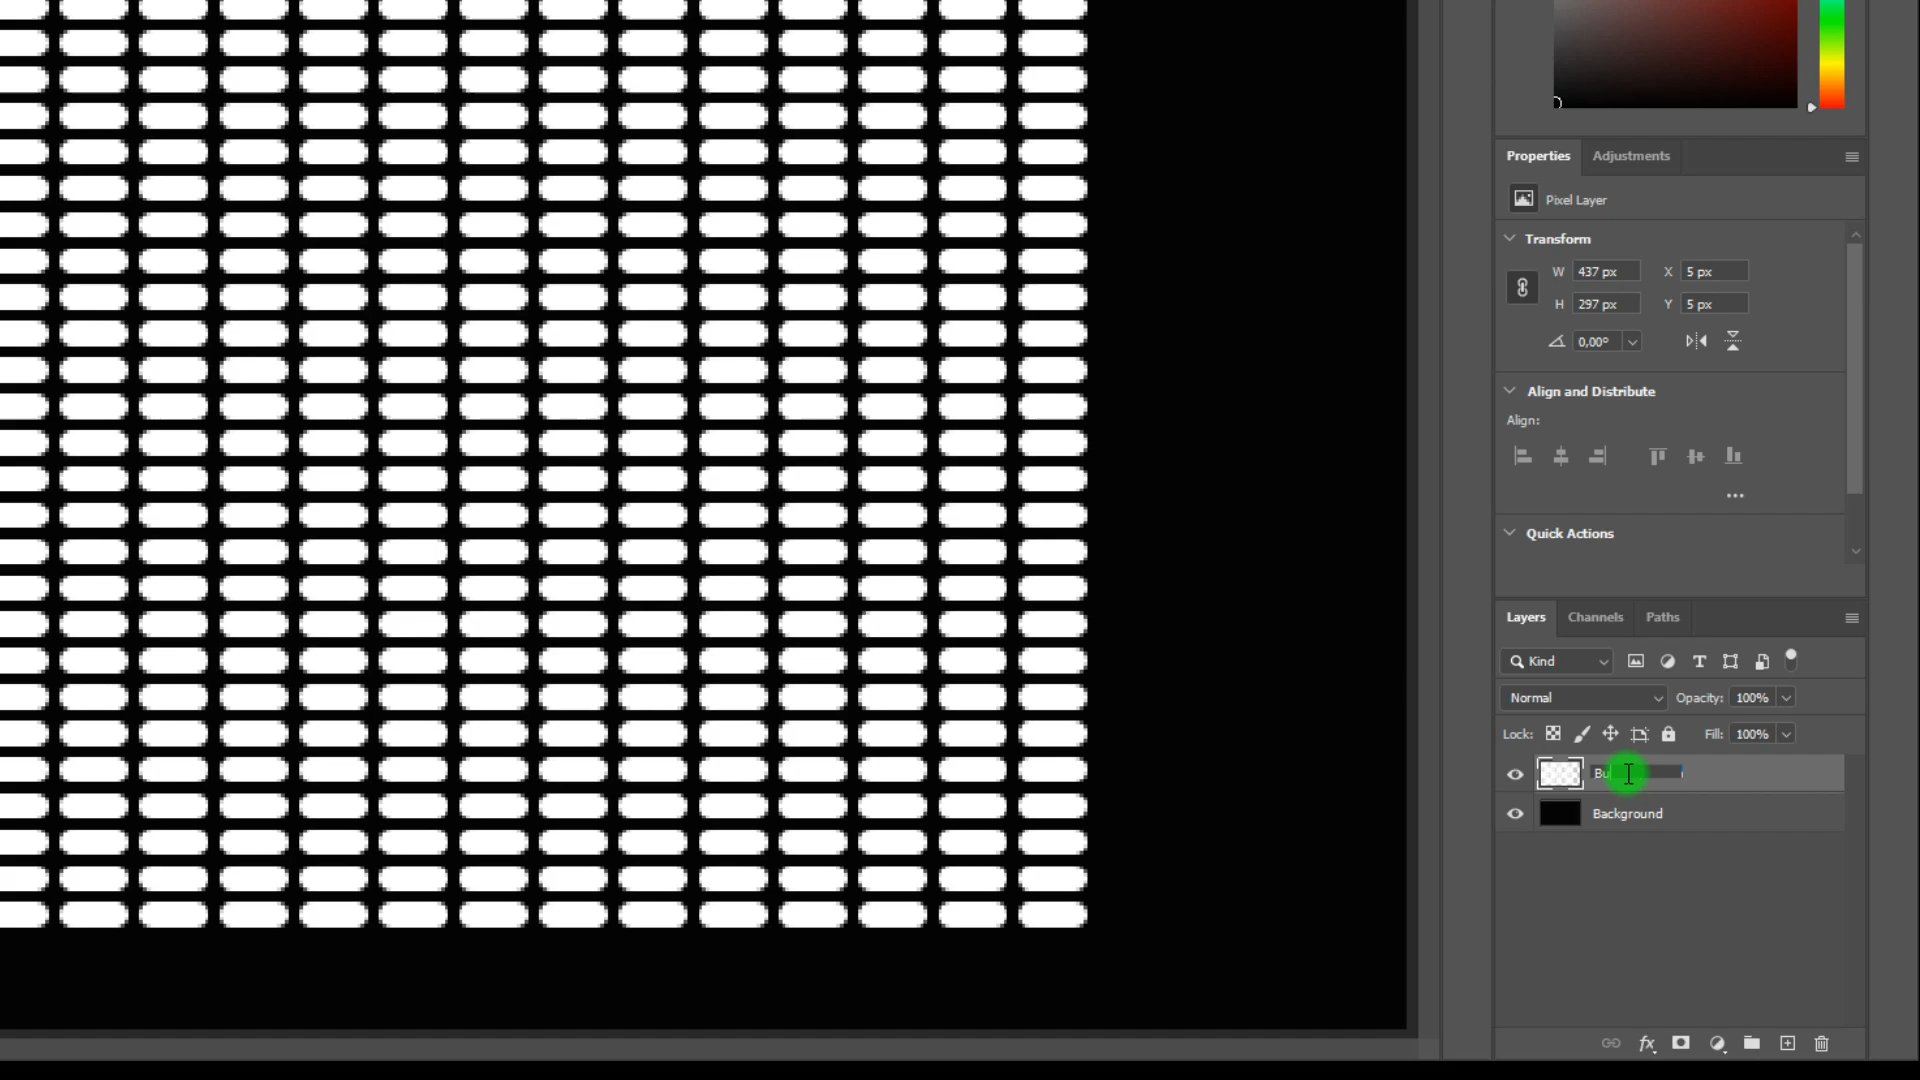 Properties
Adjustments
Pixel Layer
Transform
W 437 px X 5 px
H 297 px Y 5 px
0,00°
Align and Distribute
Align:
Quick Actions
Layers
Channels
Paths
Kind
Normal
Opacity: 100%
Lock:
Fill: 100%
Background
fx